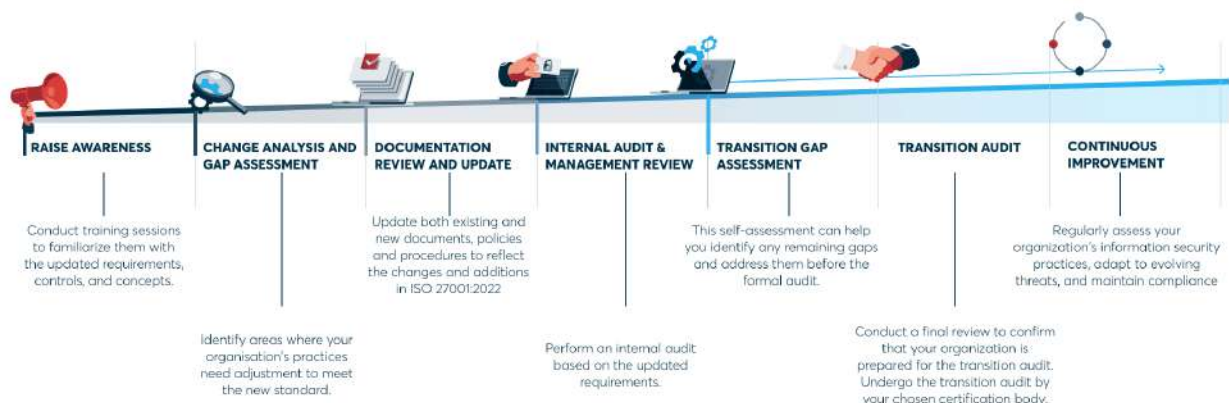 RAISE AWARENESS
Conduct training sessions
to familiarize them with
the updated requirements,
controls, and concepts.
CHANGE ANALYSIS AND
GAP ASSESSMENT
Identify areas where your
organisation's practices
need adjustment to meet
the new standard.
DOCUMENTATION
REVIEW AND UPDATE
Update both existing and
new documents, policies
and procedures to reflect
the changes and additions
in ISO 27001:2022
INTERNAL AUDIT &
MANAGEMENT REVIEW
Perform an internal audit
based on the updated
requirements.
TRANSITION GAP
ASSESSMENT
This self-assessment can help
you identify any remaining gaps
and address them before the
formal audit.
TRANSITION AUDIT
Conduct a final review to confirm
that your organization is
prepared for the transition audit.
Undergo the transition audit by
your chosen certification body.
CONTINUOUS
IMPROVEMENT
Regularly assess your
organization's information security
practices, adapt to evolving
threats, and maintain compliance